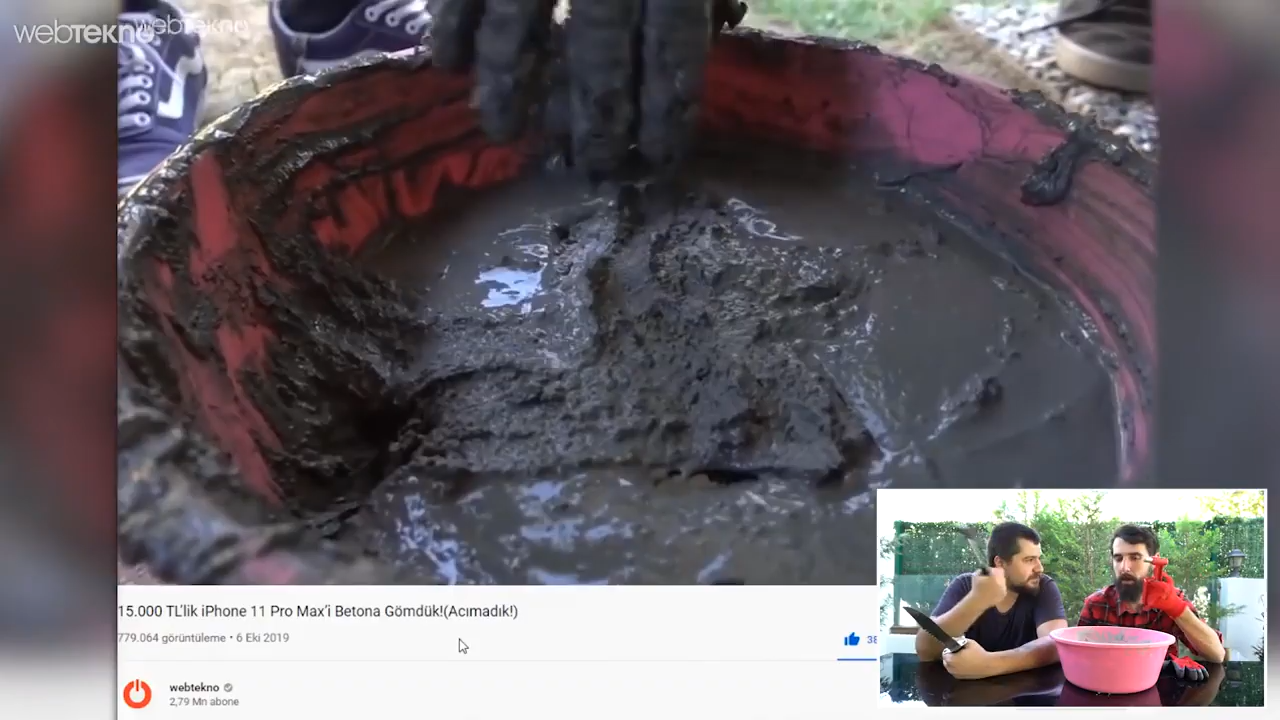 webtekno
webtekno
15.000 TL'lik iPhone 11 Pro Max'i Betona Gömdük!(Acımadık!)
779.064 görüntüleme • 6 Eki 2019
38
webtekno
2,79 Mn abone